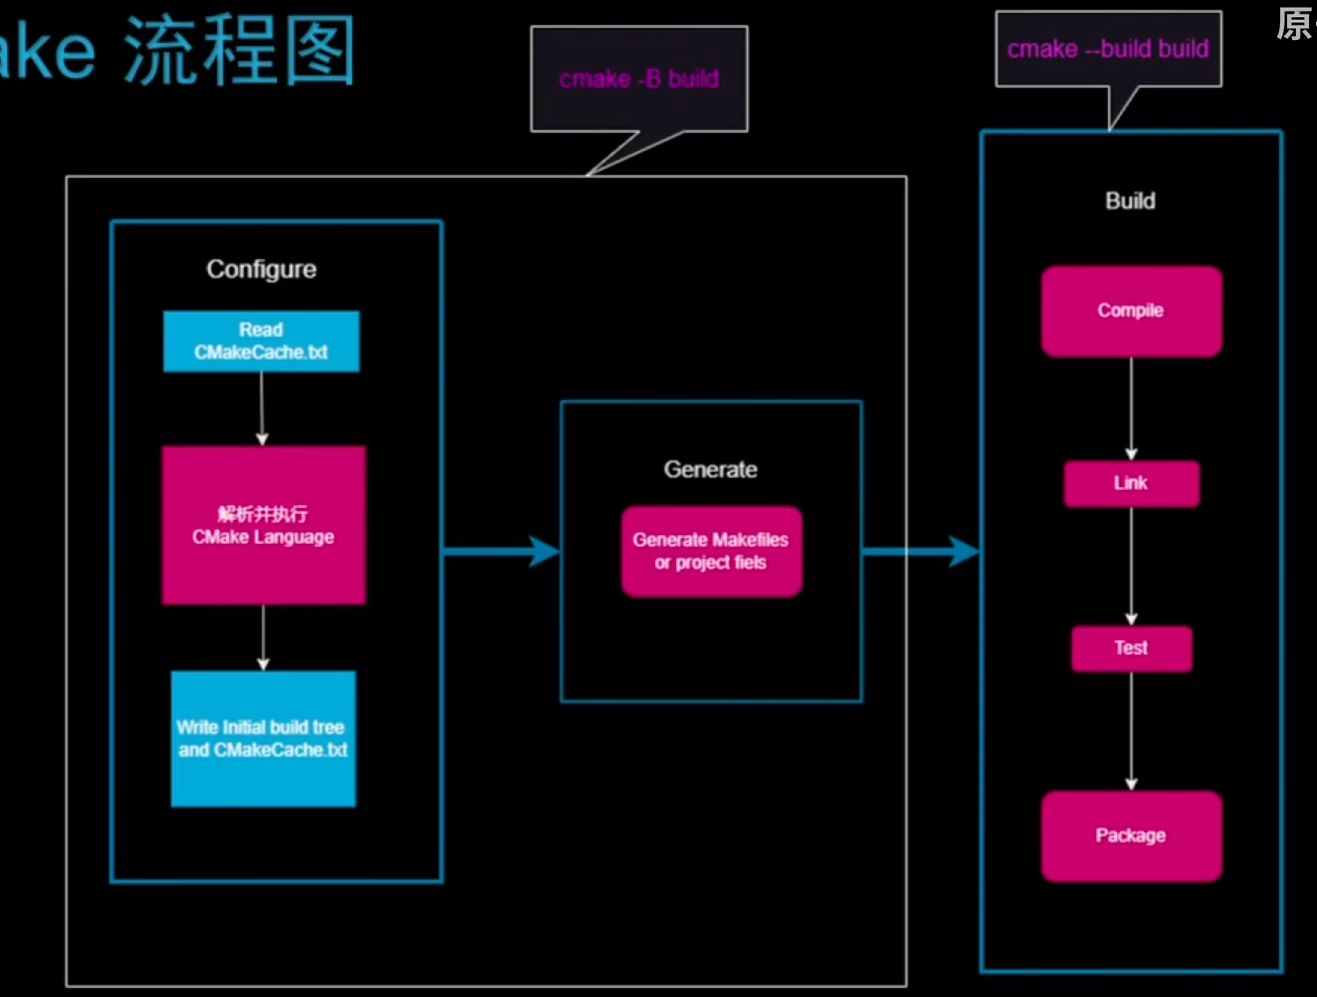 ake 流程图
cmake -B build
cmake --build build
原
Configure
Read
CMakeCache.txt
解析并执行
CMake Language
Write Initial build tree
and CMakeCache.txt
Generate
Generate Makefiles
or project fiels
Build
Compile
Link
Test
Package